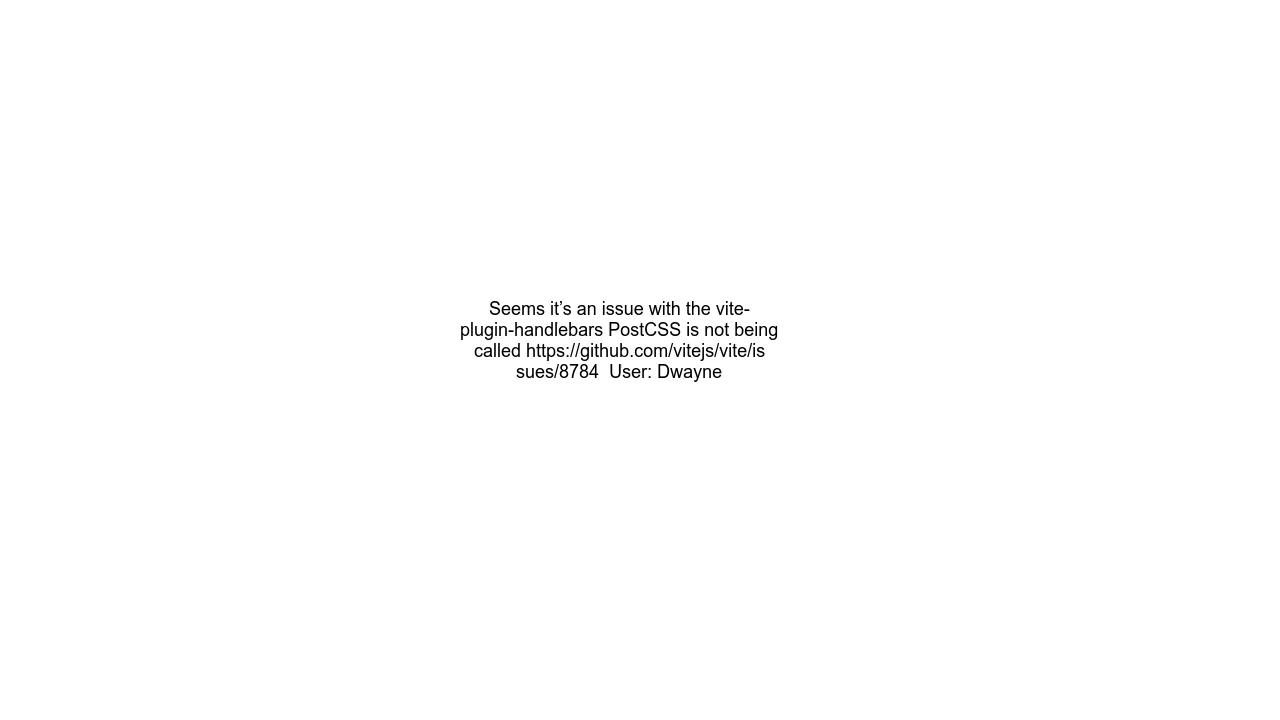 Seems it’s an issue with the vite-
plugin-handlebars PostCSS is not being
called https://github.com/vitejs/vite/is
sues/8784  User: Dwayne